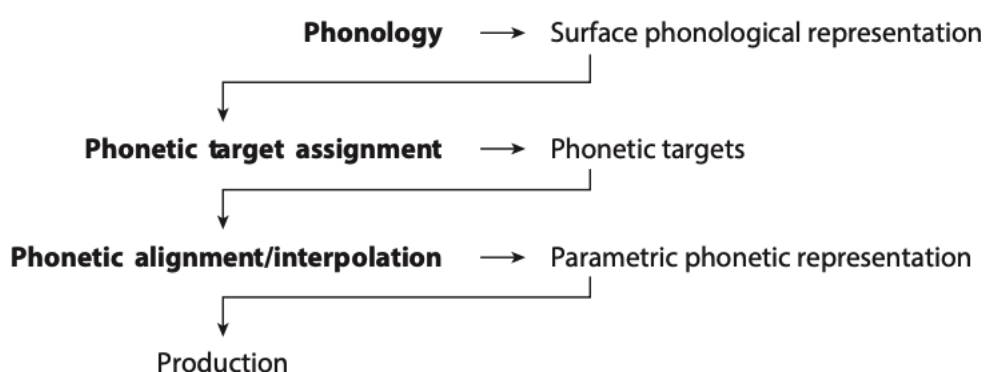 Phonology → Surface phonological representation
Phonetic target assignment → Phonetic targets
Phonetic alignment/interpolation → Parametric phonetic representation
Production